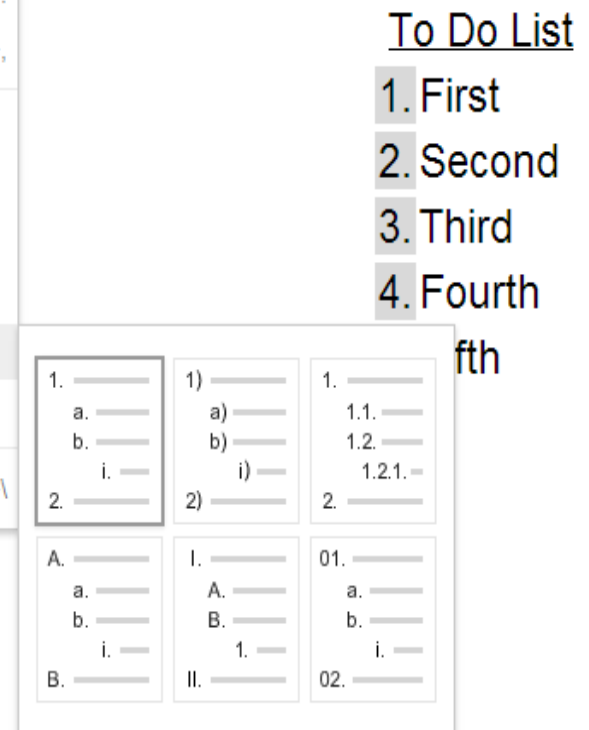 To Do List
1. First
2. Second
3. Third
4. Fourth
fth
1.
a.
b.
i.
2.
1)
a)
b)
i)
2)
1.
1.1.
1.2.
1.2.1.
2.
A.
a.
b.
i.
B.
I.
A.
B.
1.
II.
01.
a.
b.
i.
02.